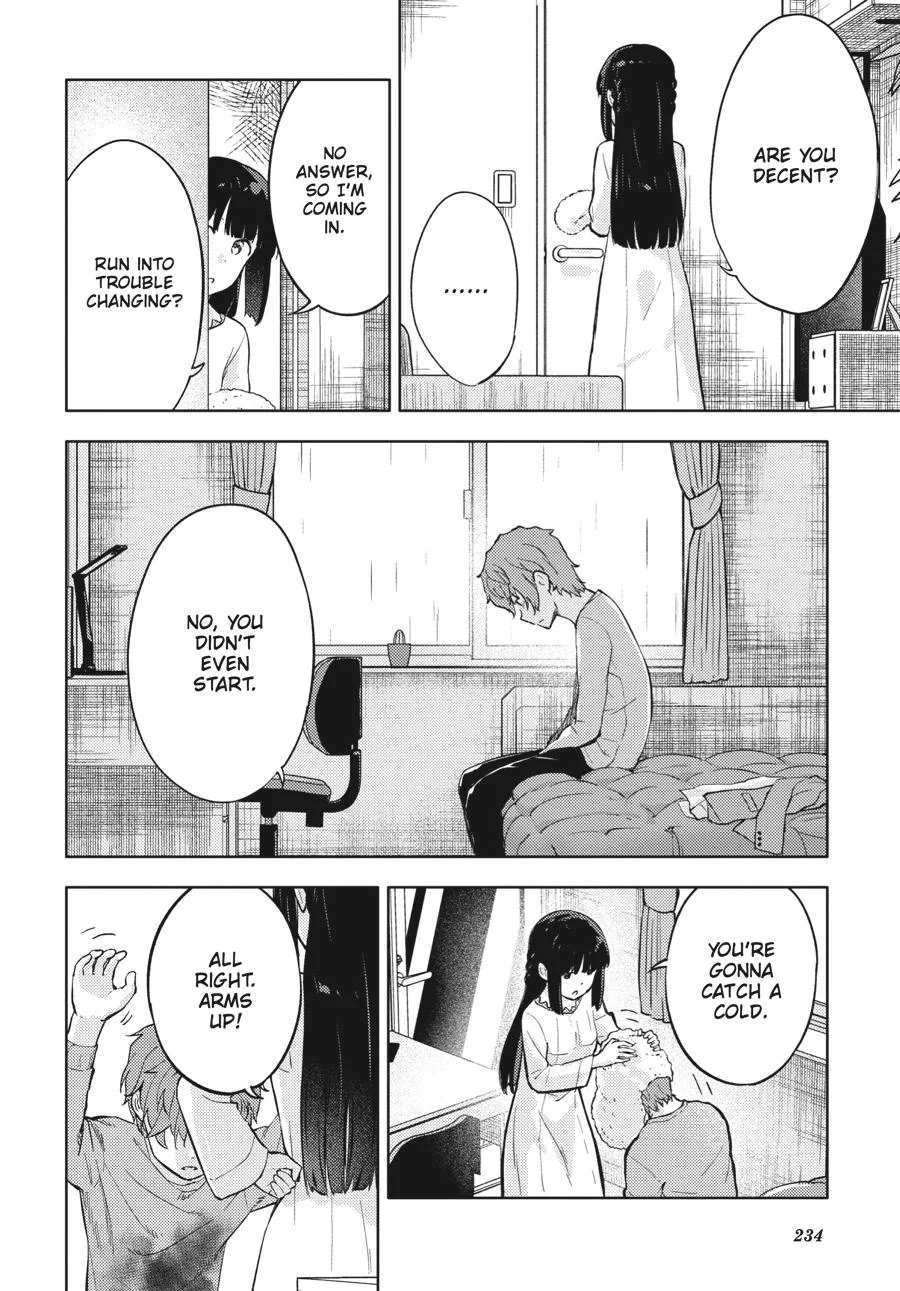 ARE YOU
DECENT?
......
NO
ANSWER,
SO I'M
COMING
IN.
RUN INTO
TROUBLE
CHANGING?
NO, YOU
DIDN'T
EVEN
START.
YOU'RE
GONNA
CATCH A
COLD.
ALL
RIGHT.
ARMS
UP!
234